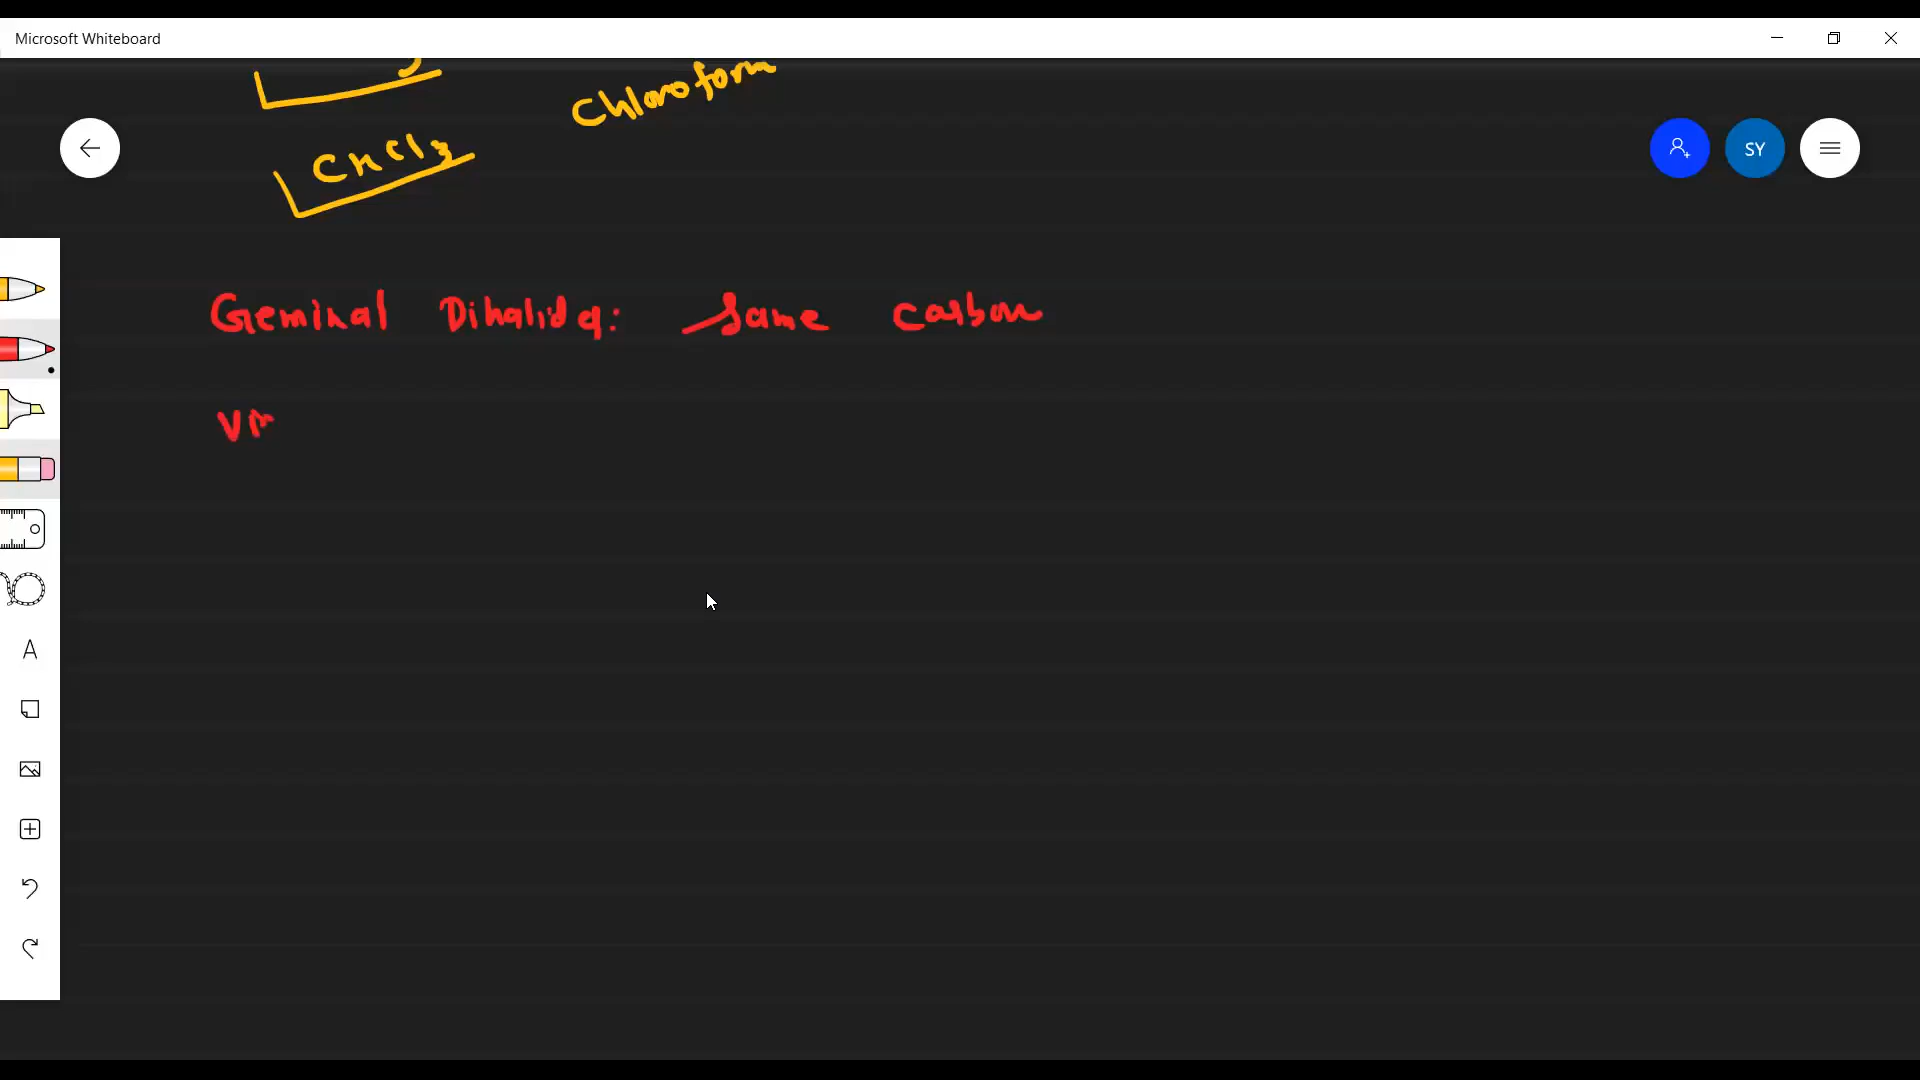 Microsoft Whiteboard
Chloroform
CHCl3
SY
Geminal Dihalide: Same carbon